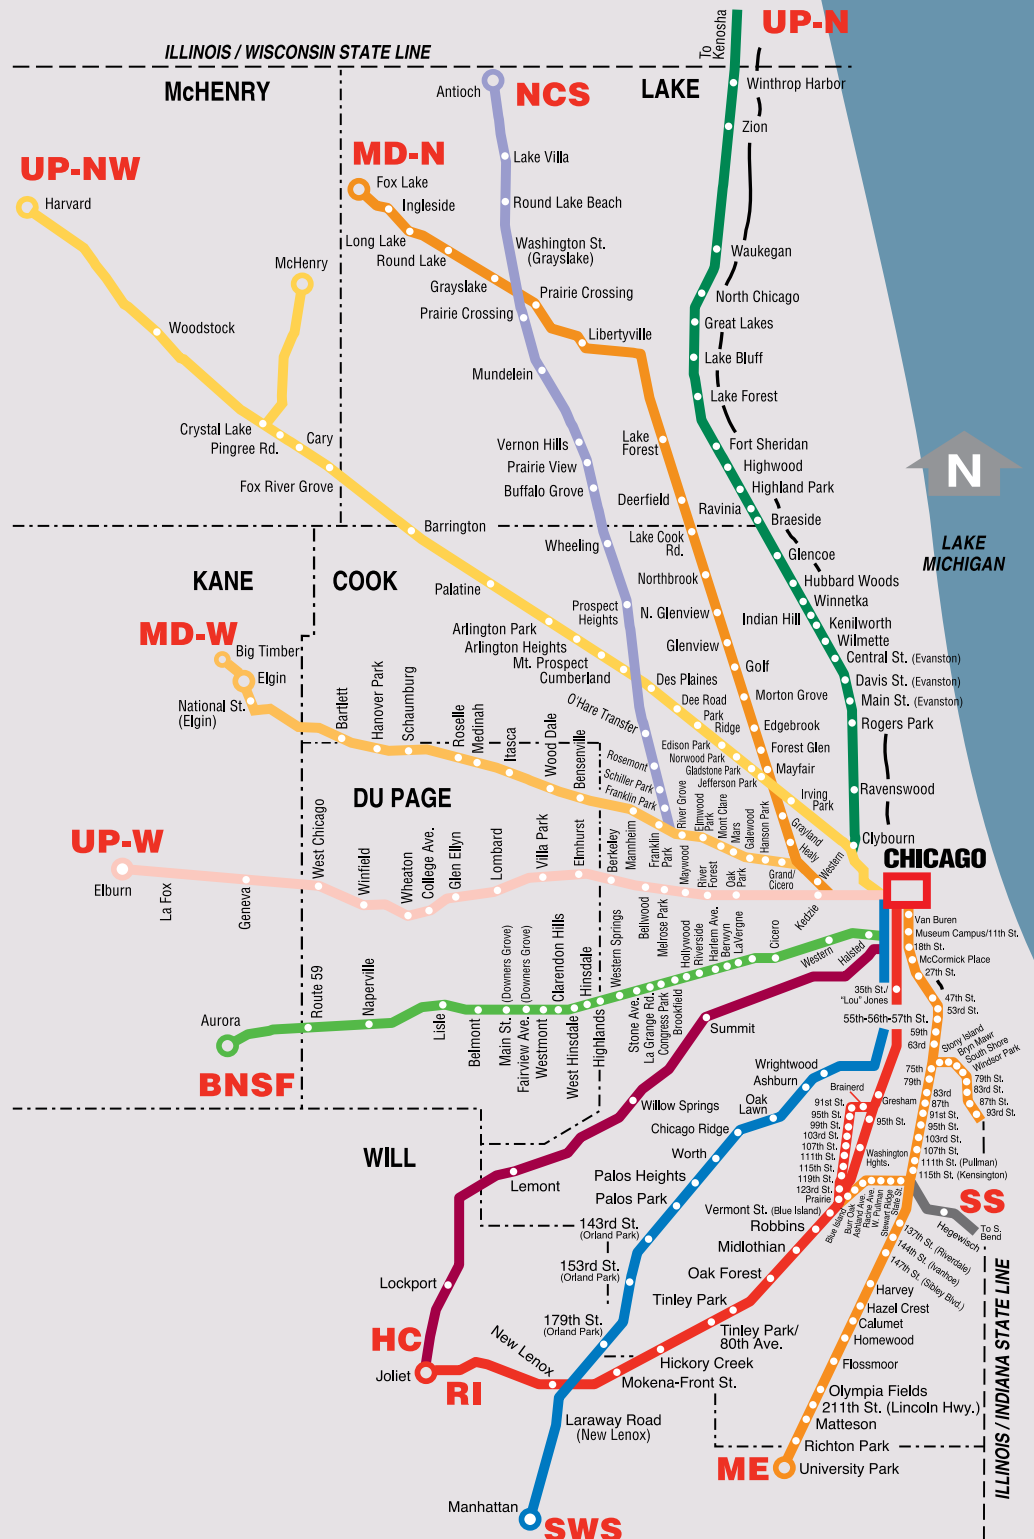 UP-N
To
Kenosha
ILLINOIS / WISCONSIN STATE LINE
McHENRY
LAKE
Antioch
NCS
Winthrop Harbor
Zion
UP-NW
MD-N
Lake Villa
Harvard
Fox Lake
Ingleside
Round Lake Beach
Long Lake
Washington St.
(Grayslake)
Round Lake
Waukegan
McHenry
Grayslake
Prairie Crossing
North Chicago
Prairie Crossing
Great Lakes
Woodstock
Libertyville
Lake Bluff
Mundelein
Lake Forest
Crystal Lake
Pingree Rd.
Cary
Fox River Grove
Vernon Hills
Lake
Forest
Fort Sheridan
Prairie View
Highwood
Buffalo Grove
Deerfield
Highland Park
Ravinia
Braeside
N
Barrington
Wheeling
Lake Cook
Rd.
Glencoe
LAKE
MICHIGAN
KANE
COOK
Palatine
Northbrook
Hubbard Woods
Winnetka
Prospect
Heights
N. Glenview
Indian Hill
Kenilworth
Wilmette
MD-W
Arlington Park
Arlington Heights
Glenview
Big Timber
Mt. Prospect
Central St. (Evanston)
Elgin
Cumberland
Golf
Des Plaines
Davis St. (Evanston)
National St.
(Elgin)
Dee Road
Morton Grove
Main St. (Evanston)
Park
Ridge
Rogers Park
O'Hare Transfer
Edgebrook
Edison Park
Forest Glen
Norwood Park
Gladstone Park
Mayfair
Jefferson Park
Rosemont
Schiller Park
Franklin Park
Irving
Park
Ravenswood
Bartlett
Hanover Park
Schaumburg
Roselle
Medinah
Itasca
Wood Dale
Bensenville
Mannheim
Franklin
Park
River Grove
Elmwood
Park
Mont Clare
Mars
Galewood
Hanson Park
Grand/
Cicero
Grayland
Healy
Western
Clybourn
DU PAGE
CHICAGO
UP-W
Elburn
La Fox
Geneva
West Chicago
Winfield
Wheaton
College Ave.
Glen Ellyn
Lombard
Villa Park
Elmhurst
Berkeley
Bellwood
Melrose Park
Maywood
River
Forest
Oak
Park
Kedzie
Van Buren
Museum Campus/11th St.
18th St.
McCormick Place
27th St.
Aurora
BNSF
Route 59
Naperville
Lisle
Belmont
Main St.
(Downers Grove)
Fairview Ave.
(Downers Grove)
Westmont
Clarendon Hills
West Hinsdale
Hinsdale
Highlands
Western Springs
Stone Ave.
La Grange Rd.
Congress Park
Brookfield
Hollywood
Riverside
Harlem Ave.
Berwyn
LaVergne
Cicero
Western
Halsted
35th St./
"Lou" Jones
47th St.
53rd St.
55th-56th-57th St.
59th
63rd
Summit
Stony Island
Bryn Mawr
South Shore
Windsor Park
Wrightwood
75th
Ashburn
79th
79th St.
83rd St.
87th St.
93rd St.
Brainerd
Gresham
83rd
87th
Willow Springs
Oak
Lawn
91st St.
95th St.
99th St.
103rd St.
107th St.
111th St.
115th St.
119th St.
123rd St.
Prairie
95th St.
91st St.
95th St.
103rd St.
107th St.
111th St. (Pullman)
115th St. (Kensington)
Washington
Hghts.
Chicago Ridge
WILL
Worth
Lemont
Palos Heights
Palos Park
SS
Vermont St. (Blue Island)
Blue Island
Burr Oak
Ashland Ave.
Racine Ave.
W. Pullman
Stewart Ridge
State St.
Hegewisch
To S.
Bend
143rd St.
(Orland Park)
Robbins
Midlothian
137th St. (Riverdale)
144th St. (Ivanhoe)
147th St. (Sibley Blvd.)
153rd St.
(Orland Park)
Oak Forest
Lockport
Tinley Park
Harvey
Hazel Crest
179th St.
(Orland Park)
Tinley Park/
80th Ave.
Calumet
Homewood
HC
New Lenox
Hickory Creek
Flossmoor
Joliet
RI
Mokena-Front St.
Olympia Fields
211th St. (Lincoln Hwy.)
Laraway Road
(New Lenox)
Matteson
Richton Park
ME
University Park
ILLINOIS / INDIANA STATE LINE
Manhattan
SWS